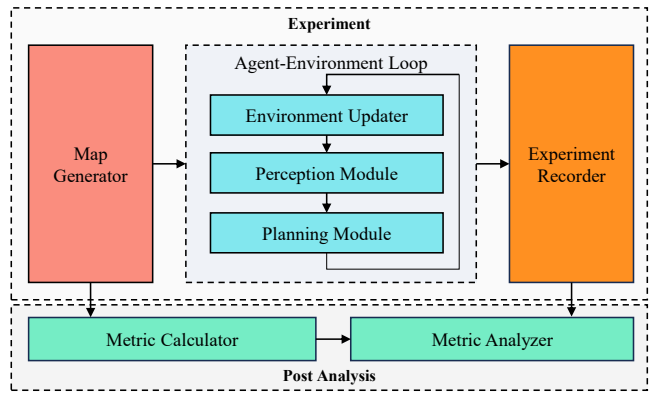 Experiment
Agent-Environment Loop
Map
Generator
Environment Updater
Perception Module
Planning Module
Experiment
Recorder
Metric Calculator
Metric Analyzer
Post Analysis